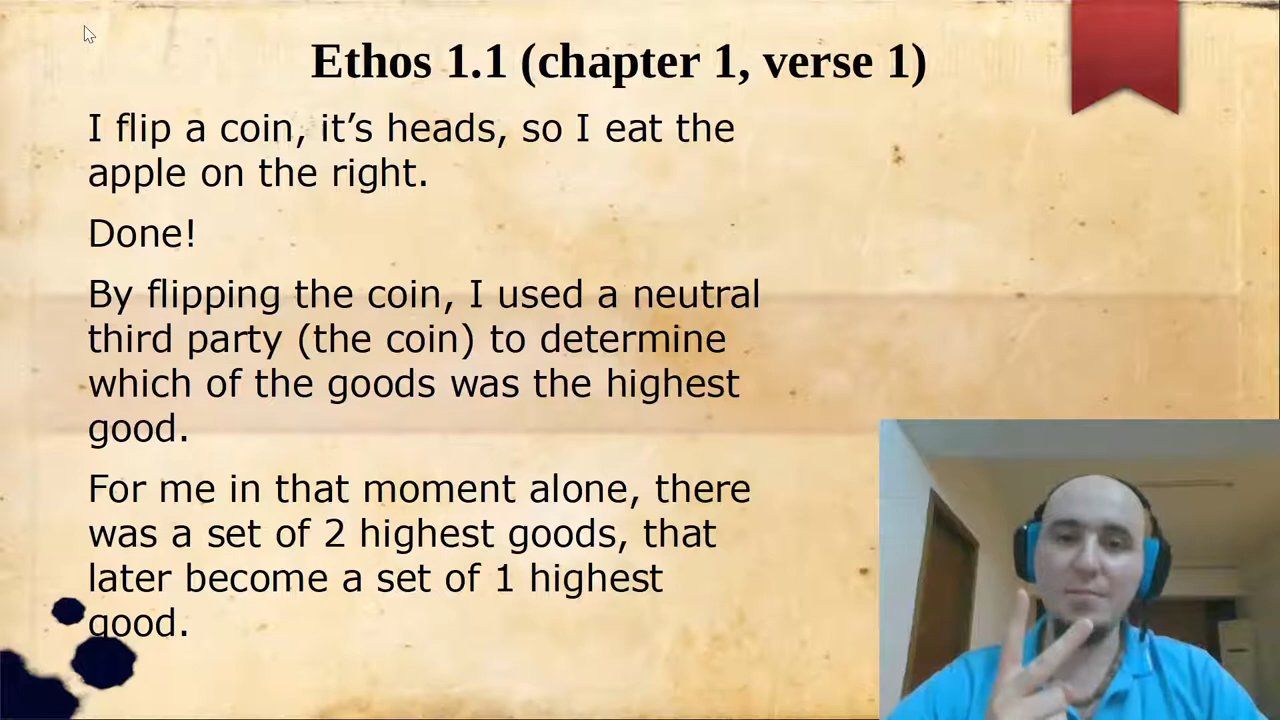 Ethos 1.1 (chapter 1, verse 1)
I flip a coin, it’s heads, so I eat the
apple on the right.
Done!
By flipping the coin, I used a neutral
third party (the coin) to determine
which of the goods was the highest
good.
For me in that moment alone, there
was a set of 2 highest goods, that
later become a set of 1 highest
good.